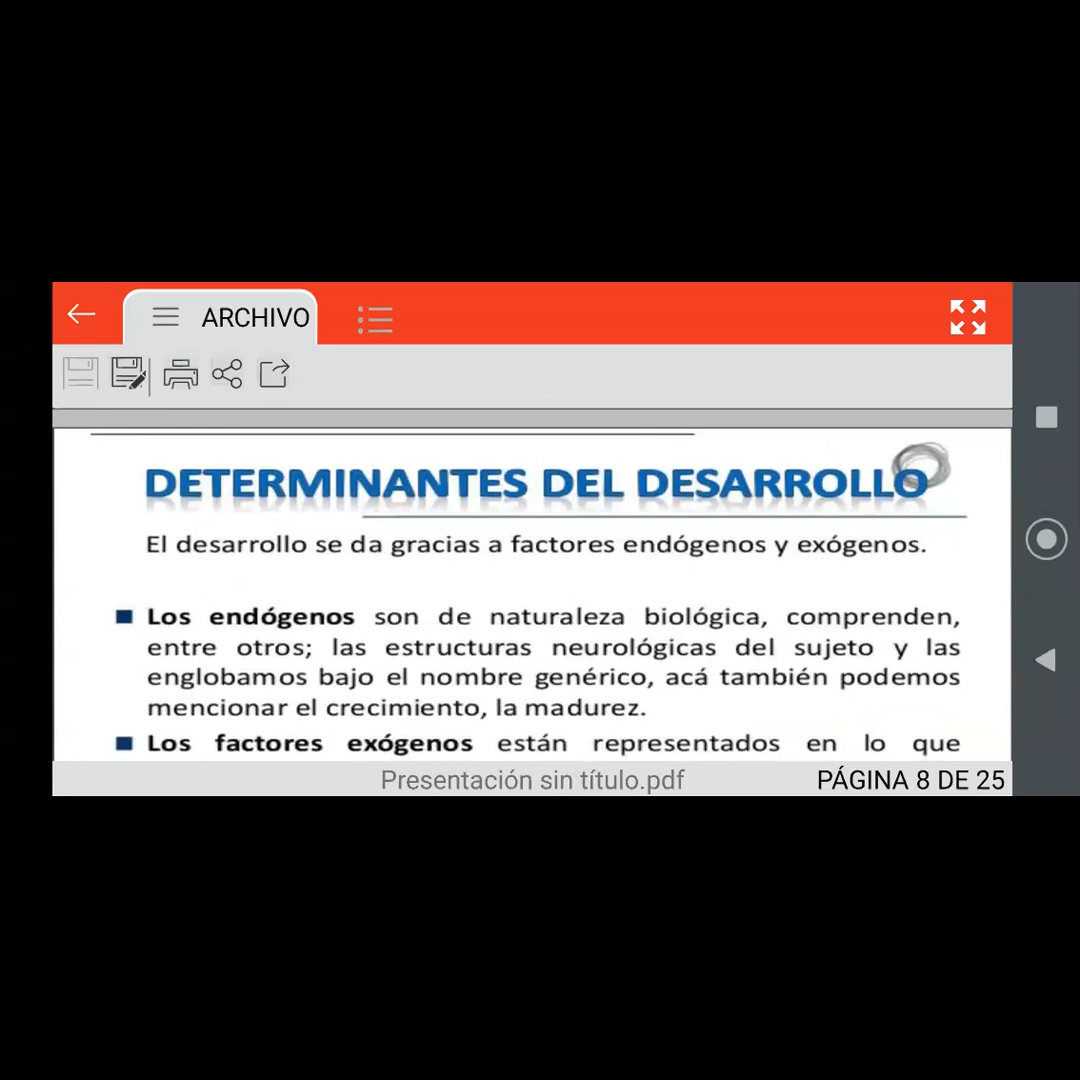 ARCHIVO
DETERMINANTES DEL DESARROLLO
El desarrollo se da gracias a factores endógenos y exógenos.
Los endógenos son de naturaleza biológica, comprenden,
entre otros; las estructuras neurológicas del sujeto y las
englobamos bajo el nombre genérico, acá también podemos
mencionar el crecimiento, la madurez.
Los factores exógenos están representados en lo que
Presentación sin título.pdf
PÁGINA 8 DE 25